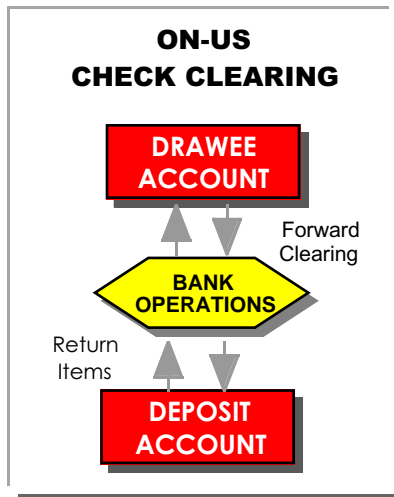 ON-US
CHECK CLEARING
DRAWEE
ACCOUNT
Forward
Clearing
BANK
OPERATIONS
Return
Items
DEPOSIT
ACCOUNT